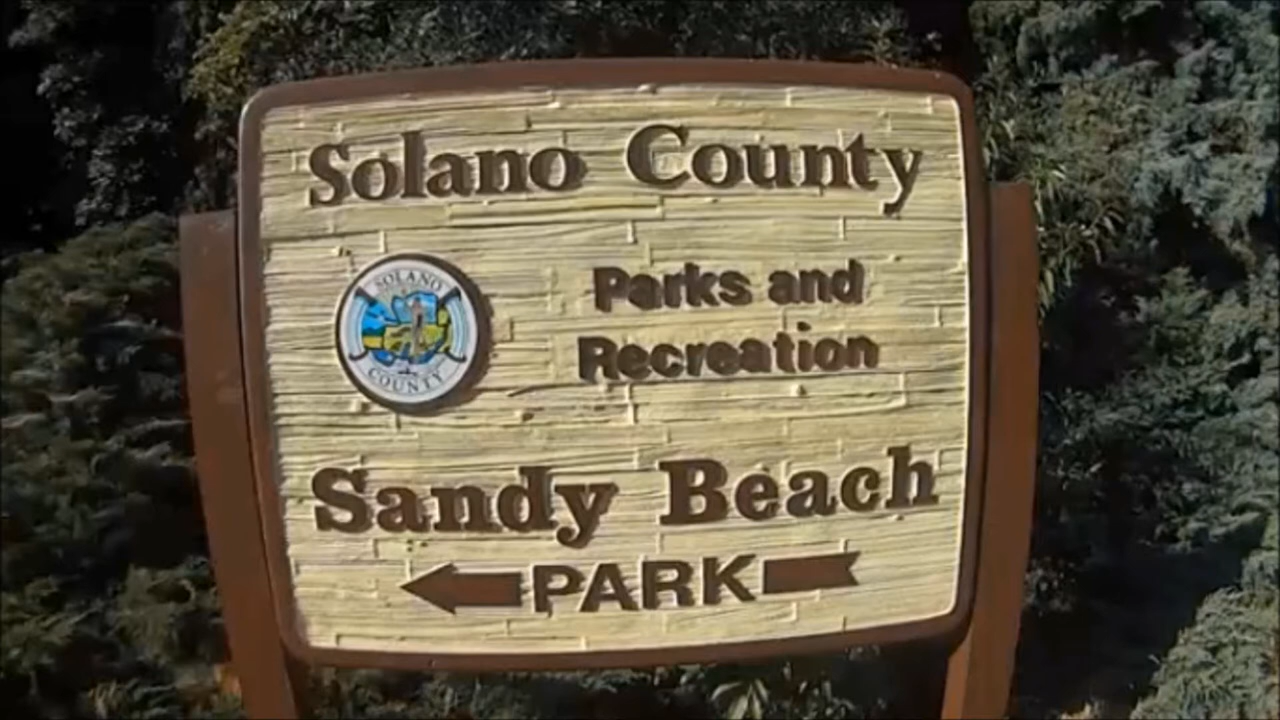 Solano County
SOLANO
COUNTY
Parks and
Recreation
Sandy Beach
PARK